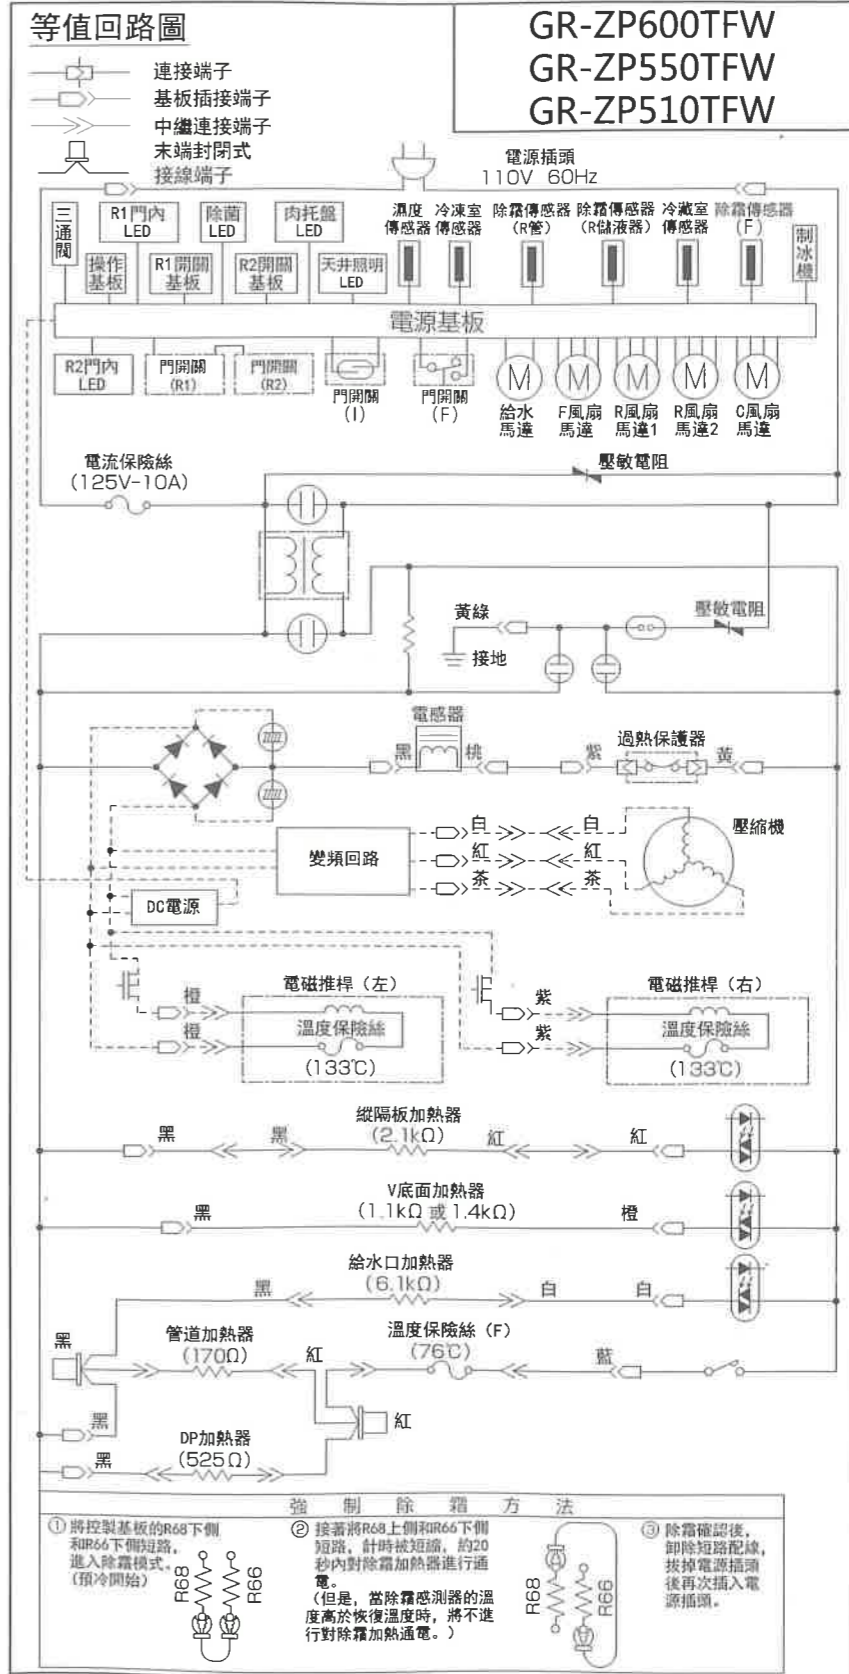 等值回路圖
GR-ZP600TFW
GR-ZP550TFW
GR-ZP510TFW
連接端子
基板插接端子
中繼連接端子
末端封閉式
接線端子
電源插頭
110V 60Hz
三通閥
R1門內
LED
除菌
LED
肉托盤
LED
濕度
傳感器
冷凍室
傳感器
除霜傳感器
(R管)
除霜傳感器
(R儲液器)
冷藏室
傳感器
除霜傳感器
(F)
制冰機
操作
基板
R1開關
基板
R2開關
基板
天井照明
LED
電源基板
R2門內
LED
門開關
(R1)
門開關
(R2)
門開關
(I)
門開關
(F)
M
M
M
M
M
給水
馬達
F風扇
馬達
R風扇
馬達1
R風扇
馬達2
C風扇
馬達
電流保險絲
(125V-10A)
壓敏電阻
黃綠
接地
壓敏電阻
電感器
黑
桃
紫
過熱保護器
黃
變頻回路
白
白
紅
紅
茶
茶
壓縮機
DC電源
電磁推桿（左）
橙
橙
溫度保險絲
(133℃)
電磁推桿（右）
紫
紫
溫度保險絲
(133℃)
縱隔板加熱器
(2.1kΩ)
黑
黑
紅
紅
V底面加熱器
(1.1kΩ 或 1.4kΩ)
黑
橙
給水口加熱器
(6.1kΩ)
黑
白
白
管道加熱器
(170Ω)
黑
紅
溫度保險絲（F）
(76℃)
藍
黑
紅
DP加熱器
(525Ω)
黑
強制除霜方法
① 將控製基板的R68下側
和R66下側短路，
進入除霜模式。
(預冷開始)
R68
R66
② 接著將R68上側和R66下側
短路，計時被短縮，約20
秒內對除霜加熱器進行通
電。
(但是，當除霜感測器的溫
度高於恢復溫度時，將不進
行對除霜加熱通電。)
R68
R66
③ 除霜確認後，
卸除短路配線，
拔掉電源插頭
後再次插入電
源插頭。